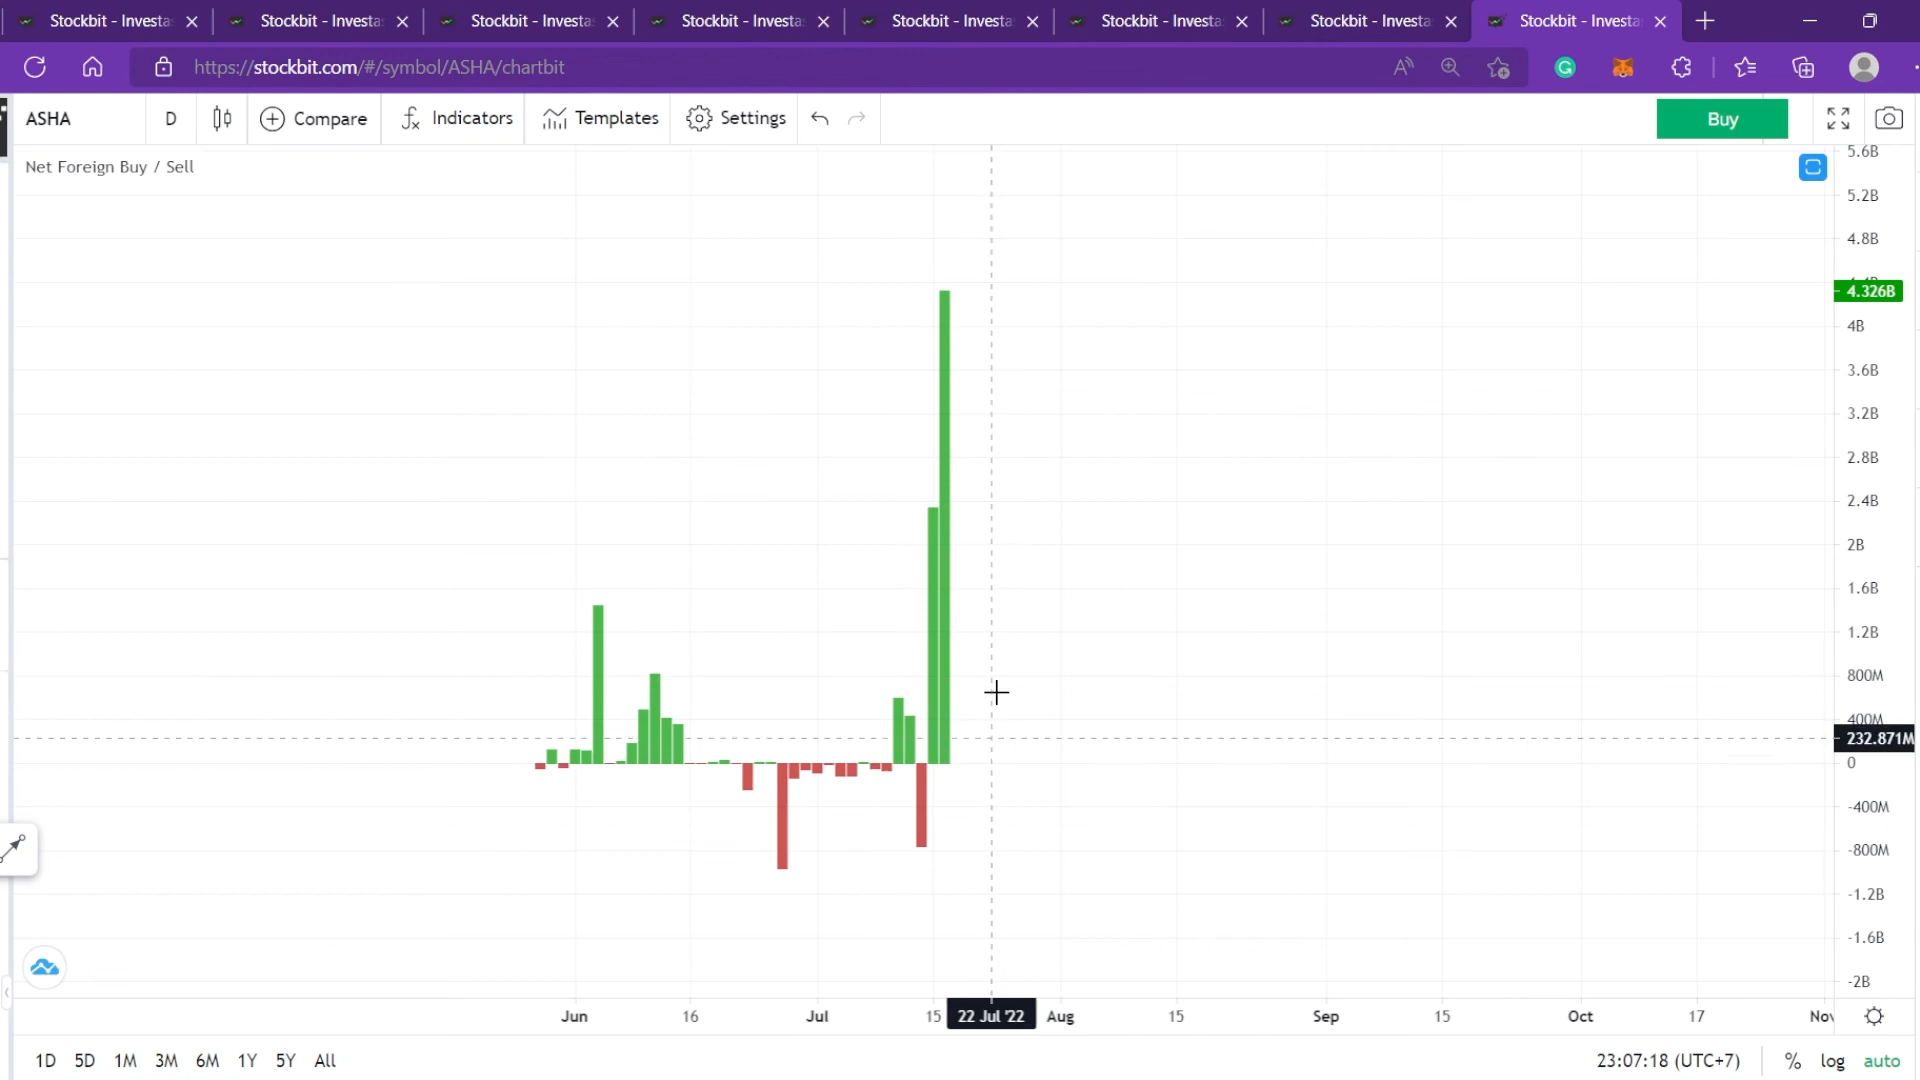 Stockbit - Investa Stockbit - Investa Stockbit - Investa Stockbit - Investa Stockbit - Investa Stockbit - Investa Stockbit - Investa Stockbit - Investa
https://stockbit.com/#/symbol/ASHA/chartbit
ASHA D Compare Indicators Templates Settings Buy
Net Foreign Buy / Sell
5.6B
5.2B
4.8B
4.326B
4B
3.6B
3.2B
2.8B
2.4B
2B
1.6B
1.2B
800M
400M
232.871M
0
-400M
-800M
-1.2B
-1.6B
-2B
Jun 16 Jul 15 22 Jul '22 Aug 15 Sep 15 Oct 17 Nov
1D 5D 1M 3M 6M 1Y 5Y All 23:07:18 (UTC+7) % log auto